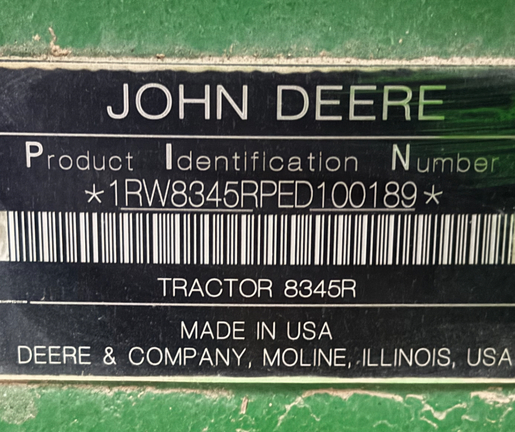 JOHN DEERE
Product Identification Number
*1RW8345RPED100189*
TRACTOR 8345R
MADE IN USA
DEERE & COMPANY, MOLINE, ILLINOIS, USA